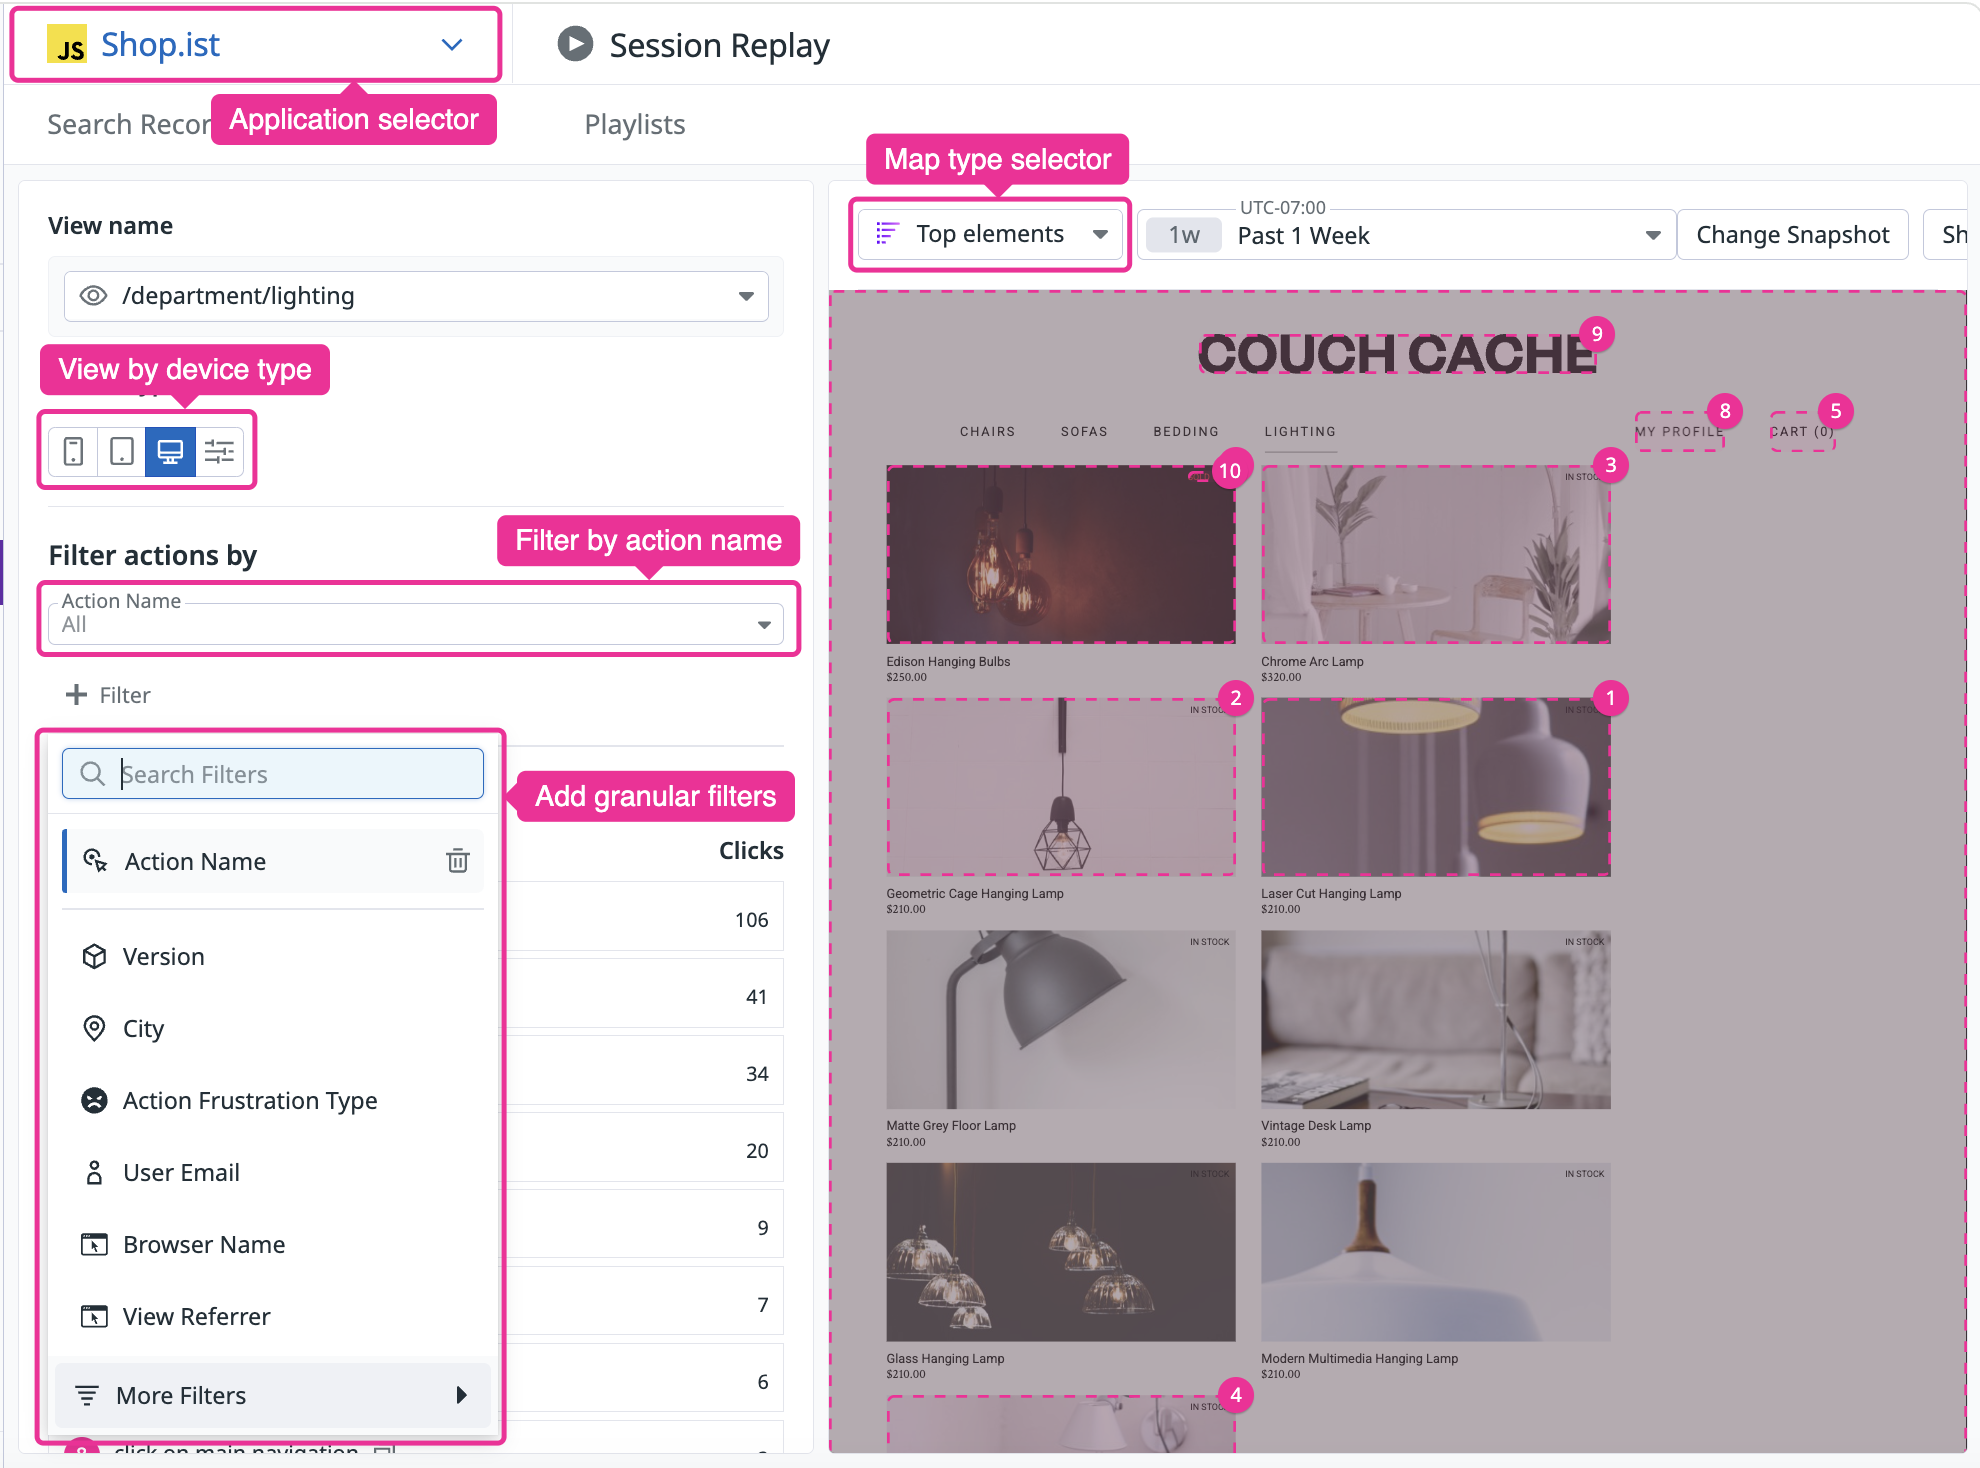 JS Shop.ist
Session Replay
Application selector
Search Recor
Playlists
Map type selector
View name
UTC-07:00
Top elements
1w Past 1 Week
Change Snapshot
Sh
/department/lighting
View by device type
COUCH CACHE
9
8
5
CHAIRS SOFAS BEDDING LIGHTING MY PROFILE CART (0)
Filter by action name
Filter actions by
Action Name
All
Filter
10
3
IN STOC
Edison Hanging Bulbs
$250.00
Chrome Arc Lamp
$320.00
2
IN STOC
1
IN STOC
Search Filters
Add granular filters
Action Name
Clicks
106
Version
41
City
34
Action Frustration Type
20
User Email
9
Browser Name
7
View Referrer
6
More Filters
click on main navigation
Geometric Cage Hanging Lamp
$210.00
Laser Cut Hanging Lamp
$210.00
IN STOCK
IN STOCK
Matte Grey Floor Lamp
$210.00
Vintage Desk Lamp
$210.00
IN STOCK
IN STOCK
Glass Hanging Lamp
$210.00
Modern Multimedia Hanging Lamp
$210.00
4
IN STOC